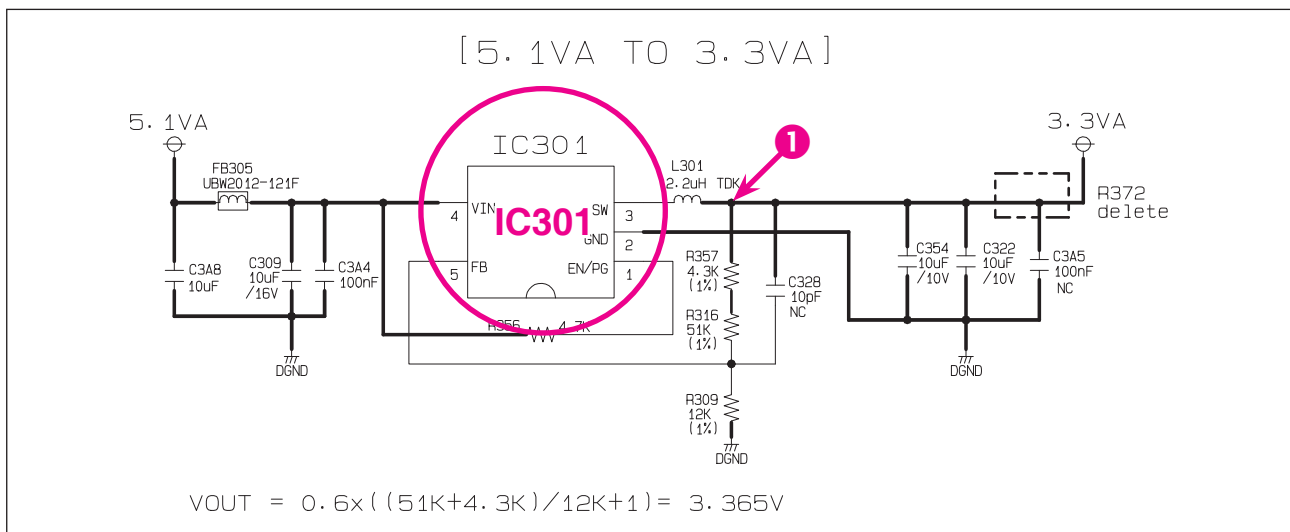 [5.1VA TO 3.3VA]
5.1VA
3.3VA
FB305
UBW2012-121F
IC301
1
L301
2.2uH TDK
R372
delete
VIN
SW
4
3
IC301
GND
2
FB
EN/PG
5
1
C3A8
10uF
C309
10uF
/16V
C3A4
100nF
R356
4.7K
R357
4.3K
(1%)
R316
51K
(1%)
C328
10pF
NC
C354
10uF
/10V
C322
10uF
/10V
C3A5
100nF
NC
DGND
DGND
R309
12K
(1%)
DGND
VOUT = 0.6x((51K+4.3K)/12K+1)= 3.365V